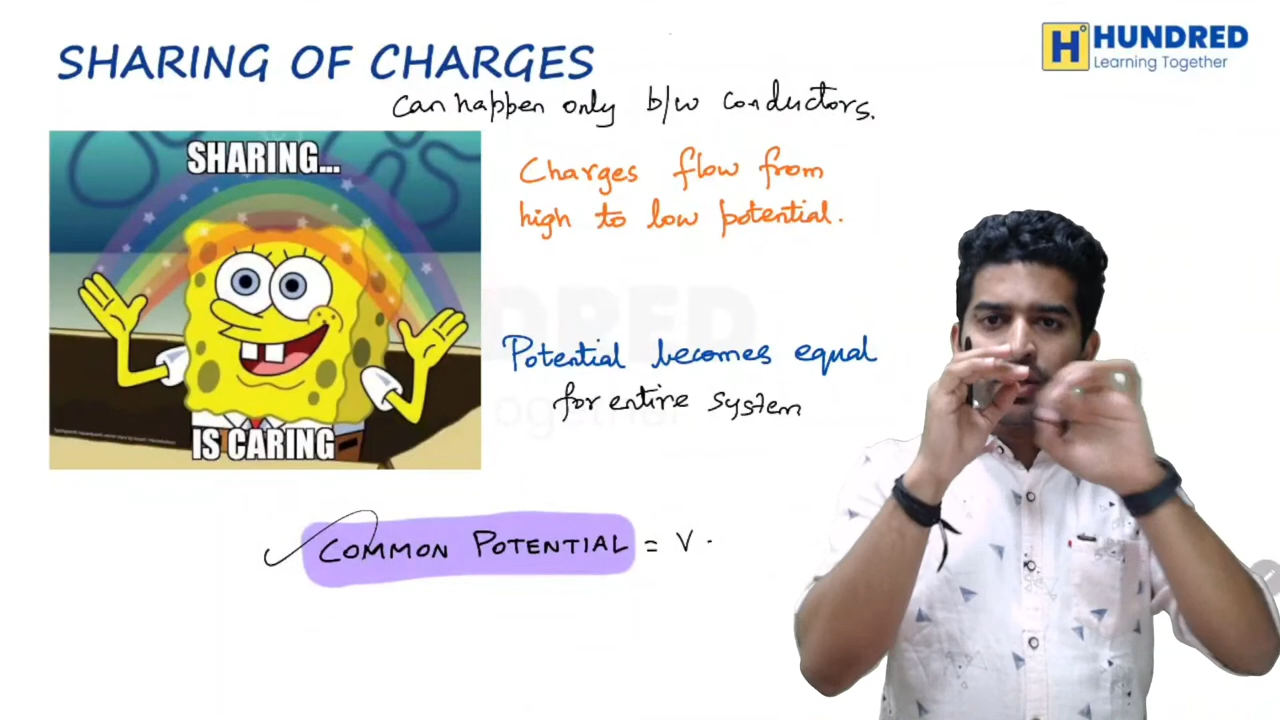 SHARING OF CHARGES
HUNDRED
Learning Together
can happen only b/w conductors.
SHARING...
Charges flow from
high to low potential.
Potential becomes equal
for entire system
IS CARING
COMMON POTENTIAL = V.